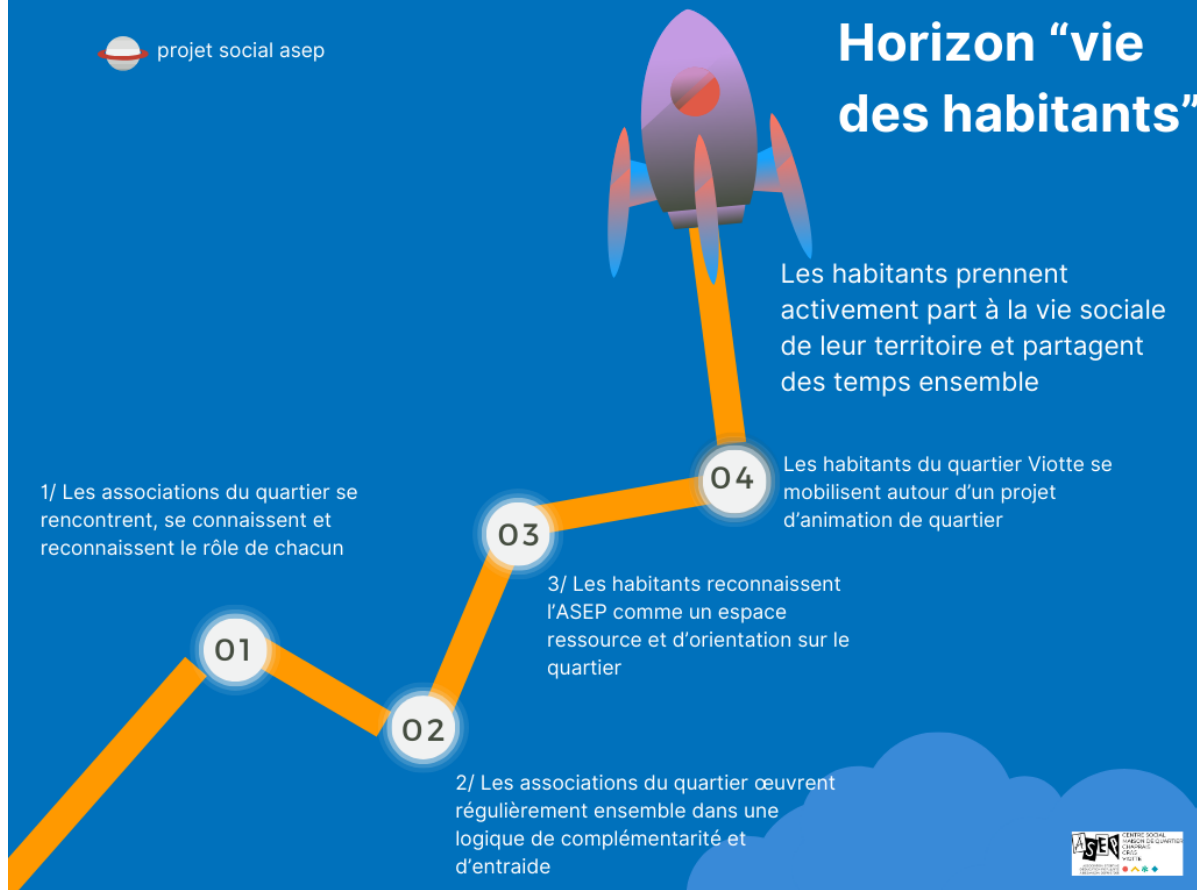 projet social asep
Horizon “vie
des habitants”
Les habitants prennent
activement part à la vie sociale
de leur territoire et partagent
des temps ensemble
04
Les habitants du quartier Viotte se
mobilisent autour d’un projet
d’animation de quartier
1/ Les associations du quartier se
rencontrent, se connaissent et
reconnaissent le rôle de chacun
03
3/ Les habitants reconnaissent
l’ASEP comme un espace
ressource et d’orientation sur le
quartier
01
02
2/ Les associations du quartier œuvrent
régulièrement ensemble dans une
logique de complémentarité et
d’entraide
ASEP
CENTRE SOCIAL
MAISON DE QUARTIER
CHAPRAIS
CRAS
VIOTTE